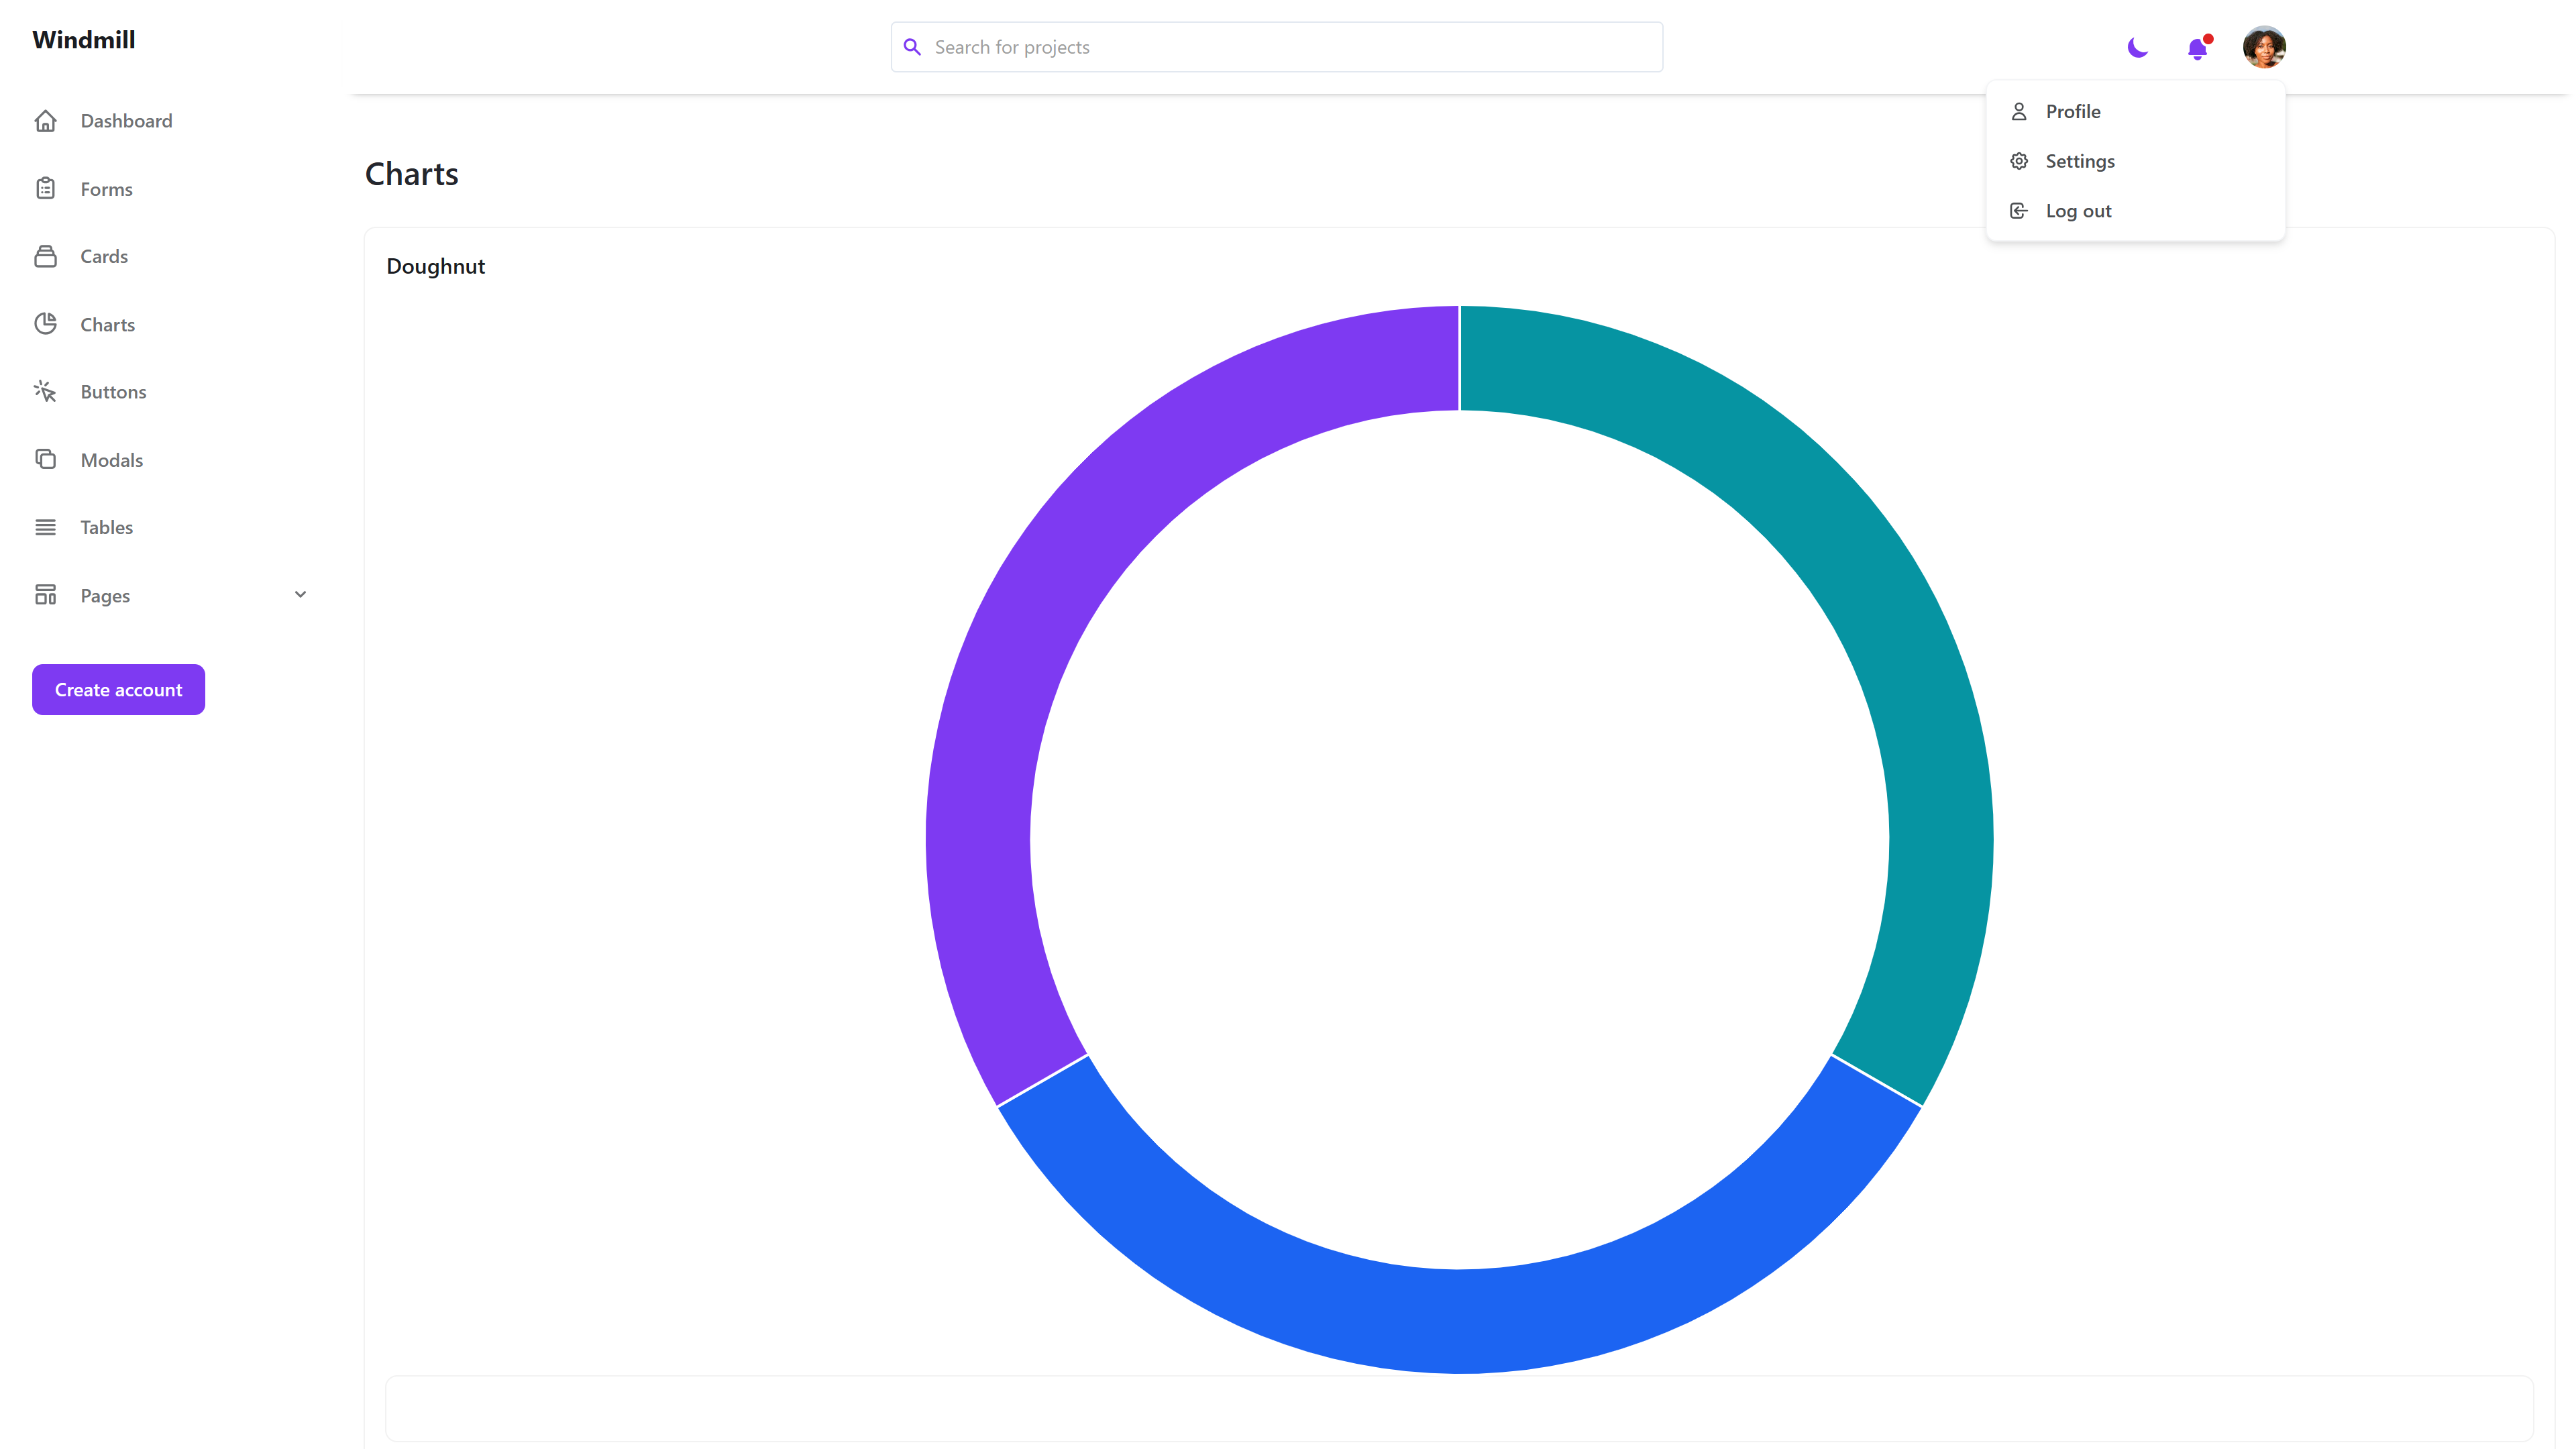 Windmill
Search for projects
Profile
Settings
Log out
Dashboard
Forms
Cards
Charts
Buttons
Modals
Tables
Pages
Create account
Charts
Doughnut